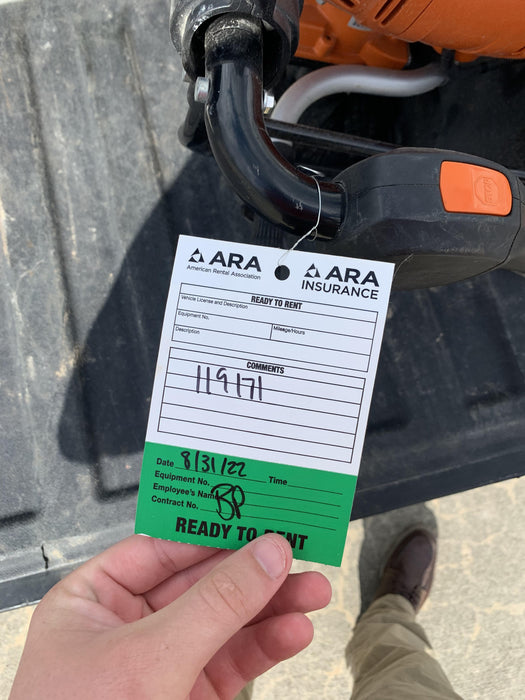 ARA
American Rental Association
ARA
INSURANCE
READY TO RENT
Vehicle License and Description
Equipment No.
Mileage/Hours
Description
COMMENTS
119171
Date 8/31/22 Time
Equipment No.
Employee's Name BP
Contract No.
READY TO RENT